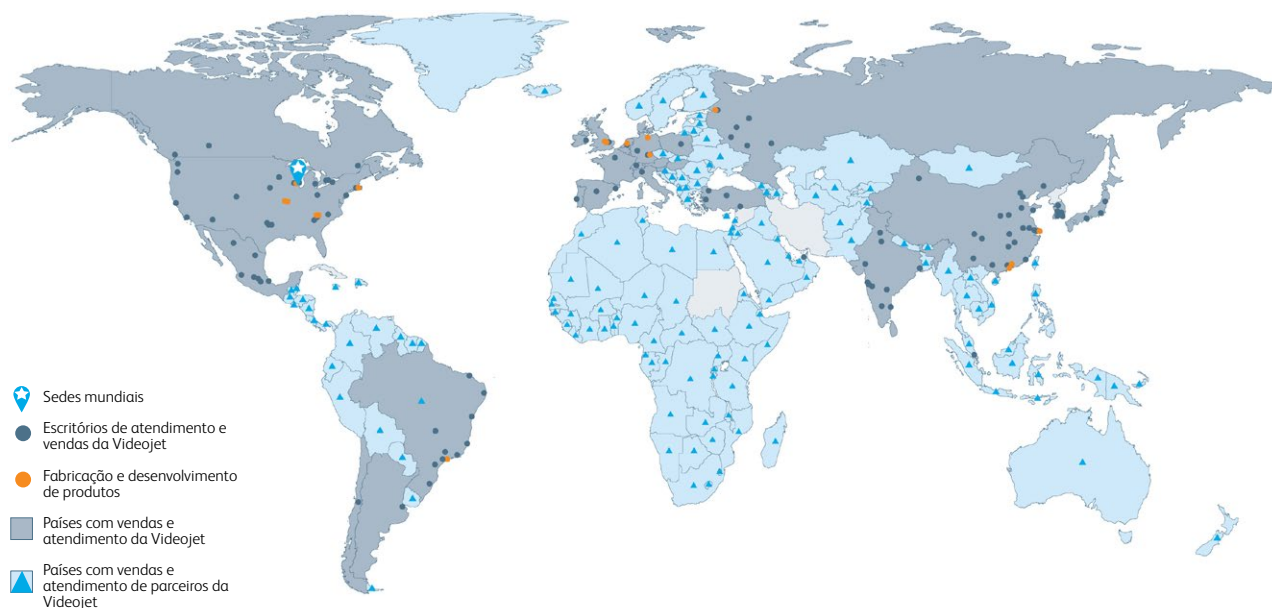 Sedes mundiais
Escritórios de atendimento e
vendas da Videojet
Fabricação e desenvolvimento
de produtos
Países com vendas e
atendimento da Videojet
Países com vendas e
atendimento de parceiros da
Videojet